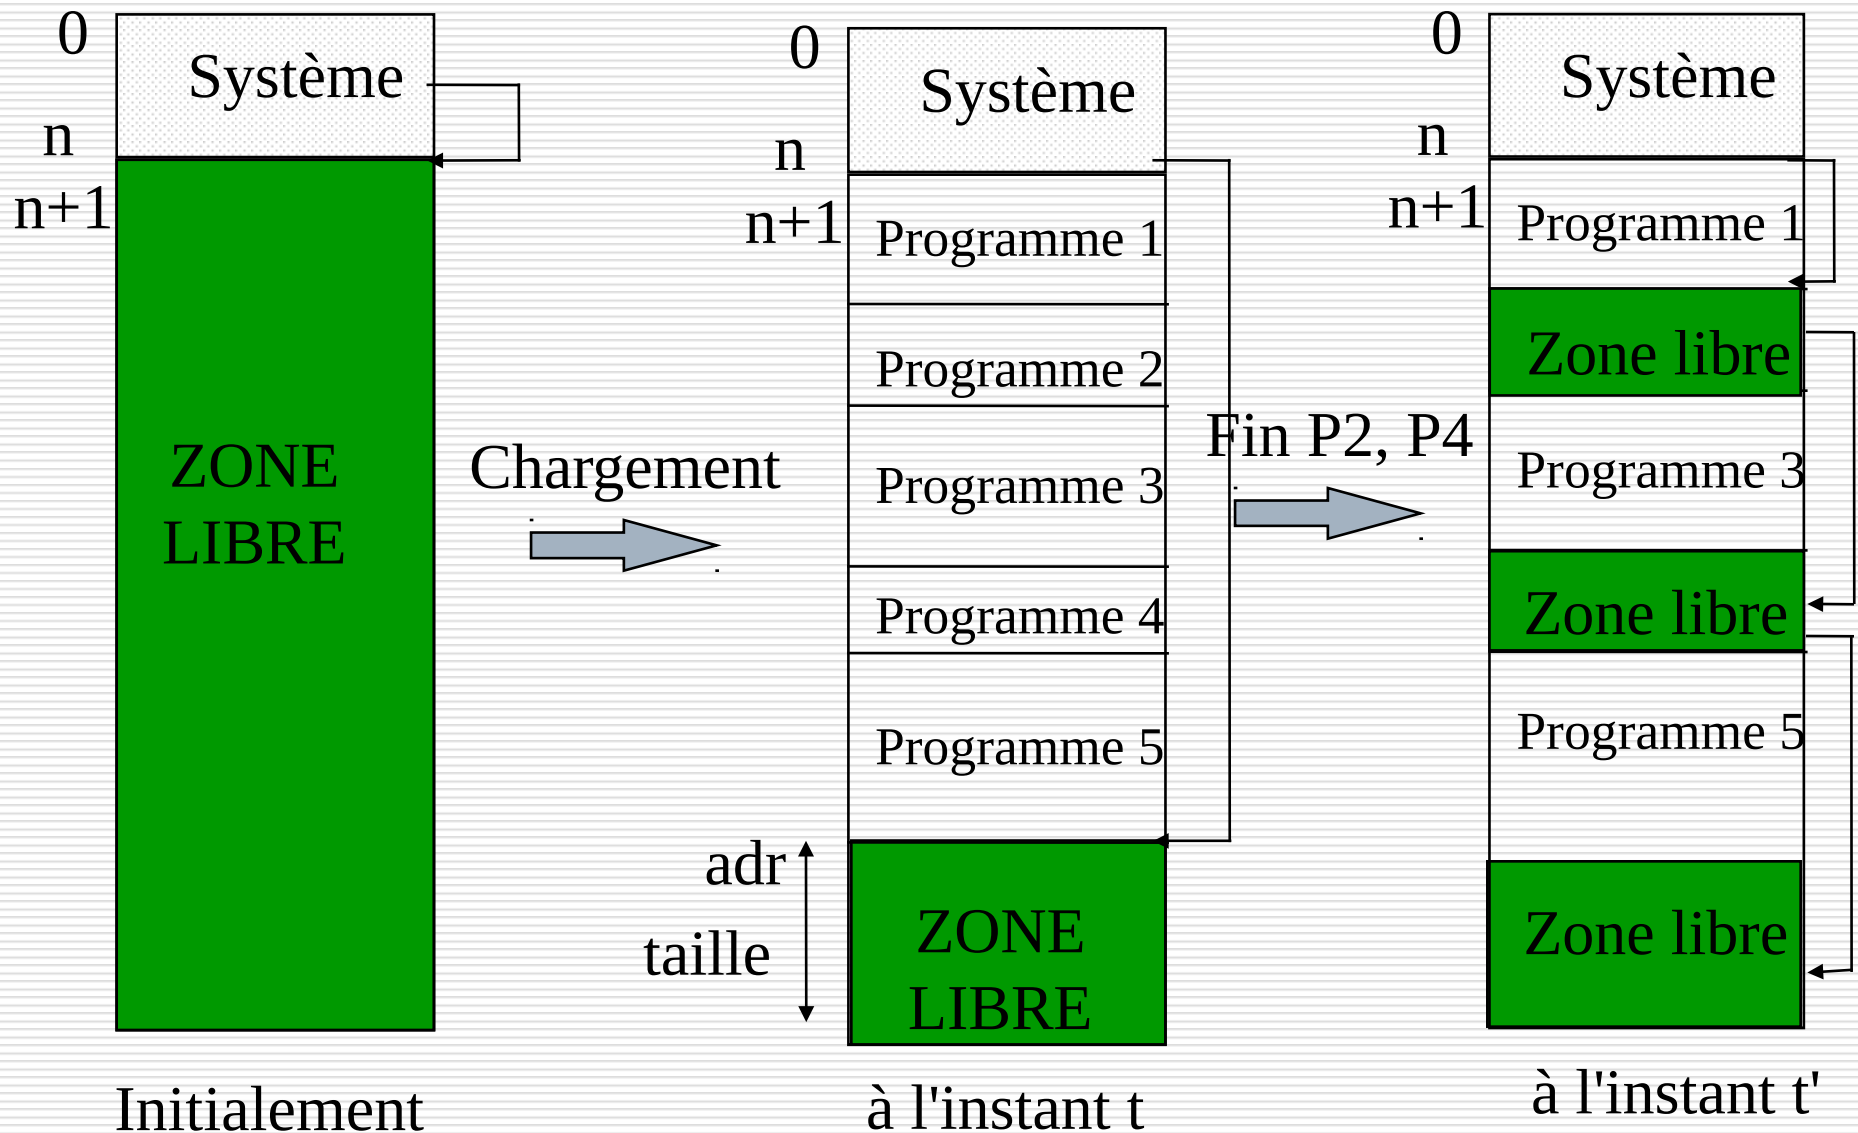 0
Système
n
n+1
ZONE
LIBRE
Initialement
Chargement
0
Système
n
n+1
Programme 1
Programme 2
Programme 3
Programme 4
Programme 5
adr
taille
ZONE
LIBRE
à l'instant t
Fin P2, P4
0
Système
n
n+1
Programme 1
Zone libre
Programme 3
Zone libre
Programme 5
Zone libre
à l'instant t'